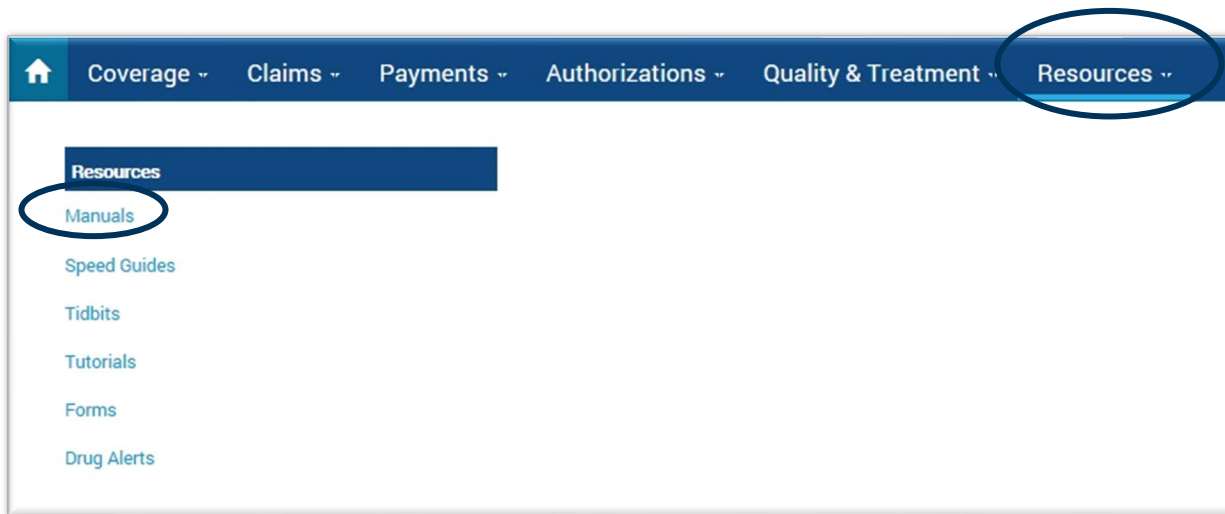 Coverage Claims Payments Authorizations Quality & Treatment Resources
Resources
Manuals
Speed Guides
Tidbits
Tutorials
Forms
Drug Alerts